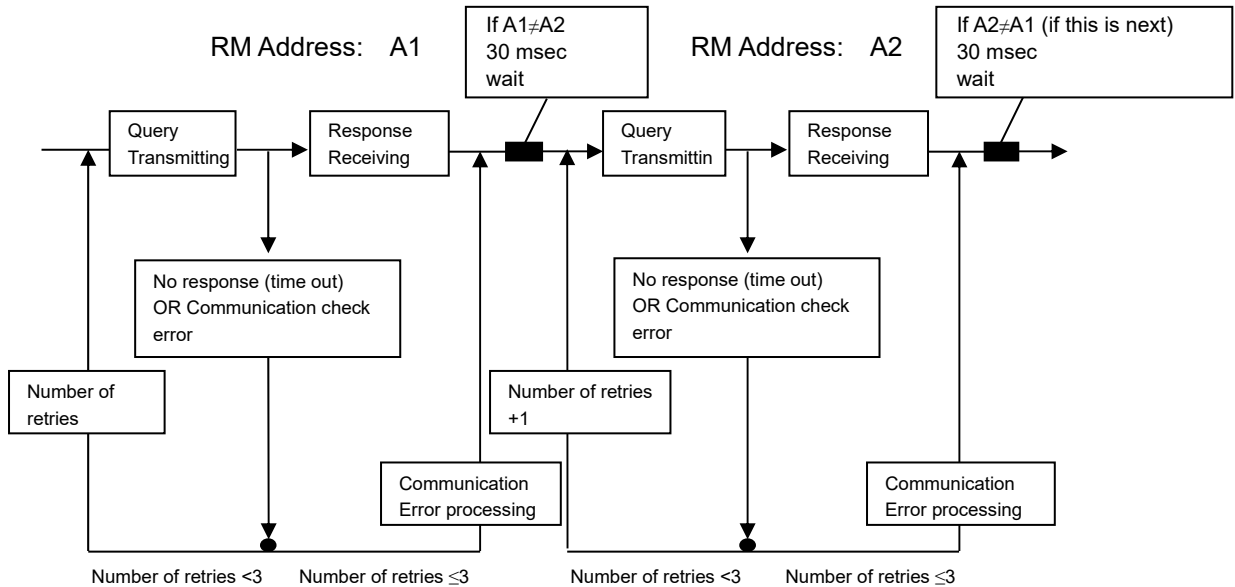 RM Address: A1
If A1≠A2
30 msec
wait
RM Address: A2
If A2≠A1 (if this is next)
30 msec
wait
Query
Transmitting
Response
Receiving
Query
Transmittin
Response
Receiving
No response (time out)
OR Communication check
error
No response (time out)
OR Communication check
error
Number of
retries
Number of retries
+1
Communication
Error processing
Communication
Error processing
Number of retries <3
Number of retries ≤3
Number of retries <3
Number of retries ≤3